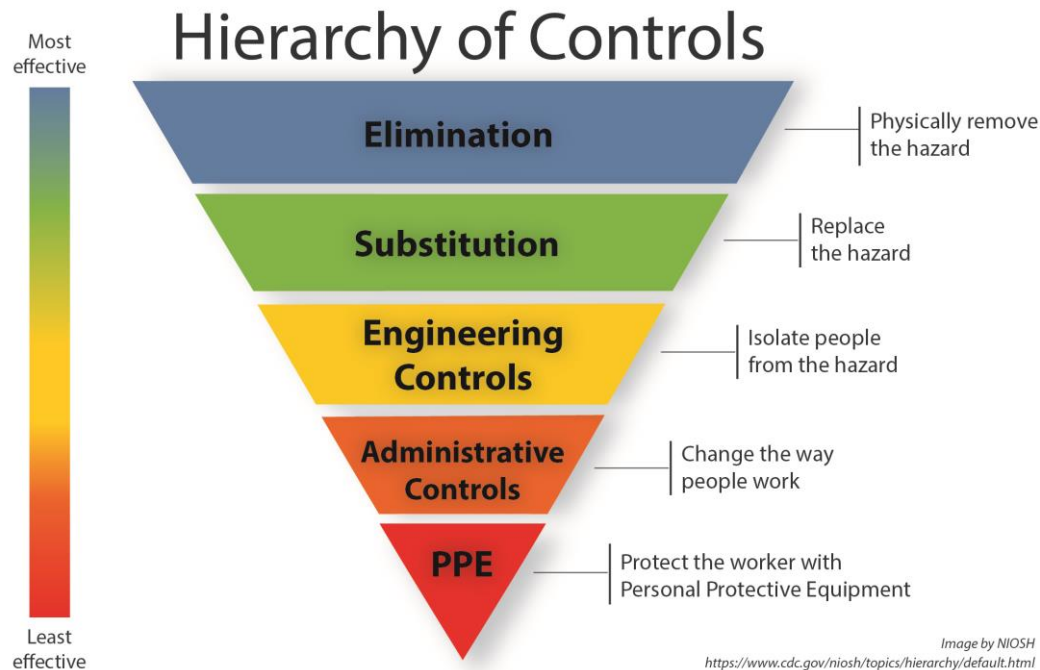 Hierarchy of Controls
Most
effective
Elimination
Physically remove
the hazard
Substitution
Replace
the hazard
Engineering
Controls
Isolate people
from the hazard
Administrative
Controls
Change the way
people work
PPE
Protect the worker with
Personal Protective Equipment
Least
effective
Image by NIOSH
https://www.cdc.gov/niosh/topics/hierarchy/default.html